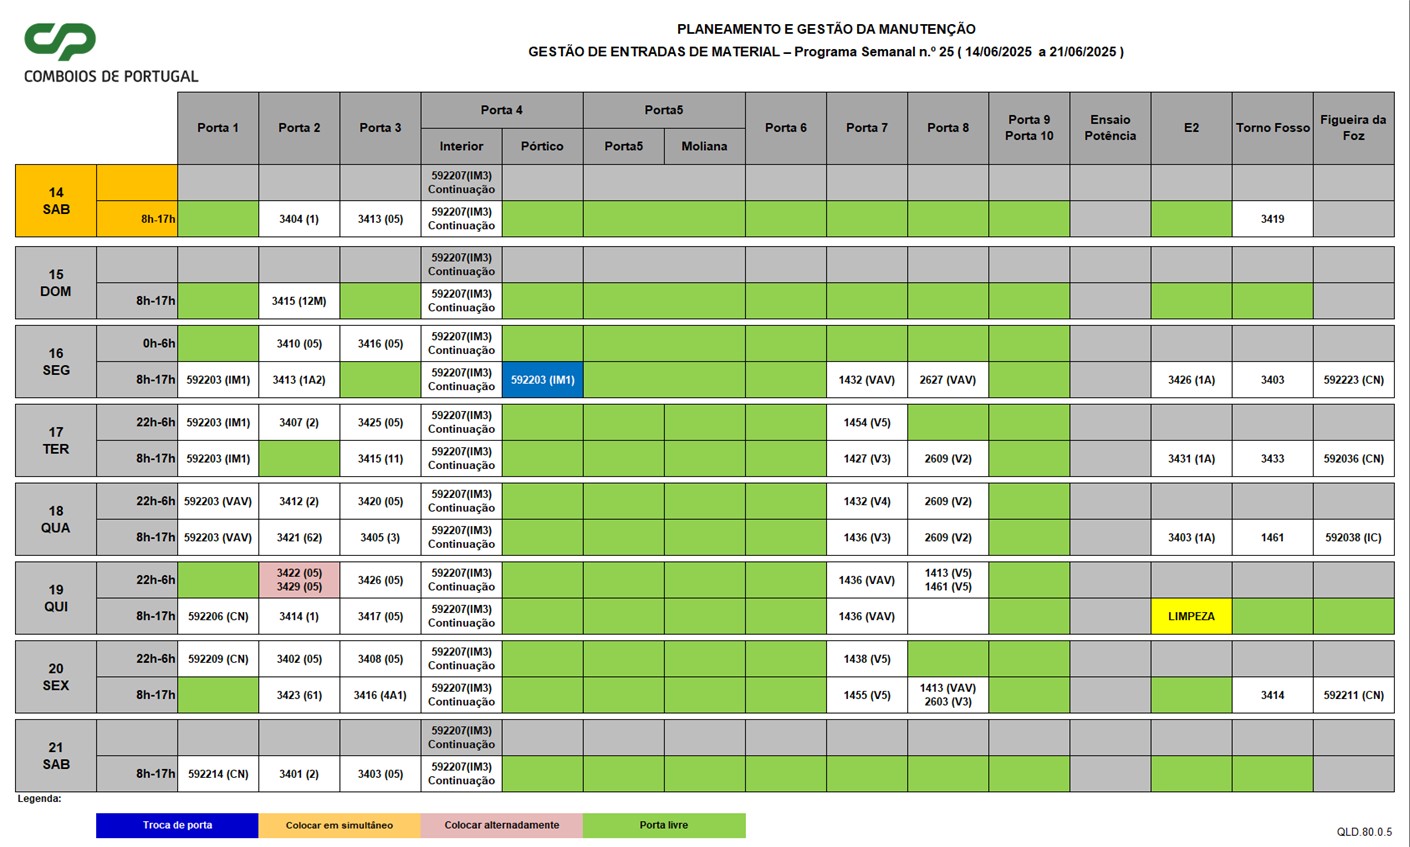 PLANEAMENTO E GESTÃO DA MANUTENÇÃO
GESTÃO DE ENTRADAS DE MATERIAL – Programa Semanal n.º 25 ( 14/06/2025 a 21/06/2025 )
CP
COMBOIOS DE PORTUGAL
Porta 1 Porta 2 Porta 3 Porta 4 Porta5 Porta 6 Porta 7 Porta 8 Porta 9 Porta 10 Ensaio Potência E2 Torno Fosso Figueira da Foz
Interior Pórtico Porta5 Moliana
14 SAB
592207(IM3) Continuação
8h-17h 3404 (1) 3413 (05) 592207(IM3) Continuação 3419
15 DOM
592207(IM3) Continuação
8h-17h 3415 (12M) 592207(IM3) Continuação
16 SEG
0h-6h 3410 (05) 3416 (05) 592207(IM3) Continuação
8h-17h 592203 (IM1) 3413 (1A2) 592207(IM3) Continuação 592203 (IM1) 1432 (VAV) 2627 (VAV) 3426 (1A) 3403 592223 (CN)
17 TER
22h-6h 592203 (IM1) 3407 (2) 3425 (05) 592207(IM3) Continuação 1454 (V5)
8h-17h 592203 (IM1) 3415 (11) 592207(IM3) Continuação 1427 (V3) 2609 (V2) 3431 (1A) 3433 592036 (CN)
18 QUA
22h-6h 592203 (VAV) 3412 (2) 3420 (05) 592207(IM3) Continuação 1432 (V4) 2609 (V2)
8h-17h 592203 (VAV) 3421 (62) 3405 (3) 592207(IM3) Continuação 1436 (V3) 2609 (V2) 3403 (1A) 1461 592038 (IC)
19 QUI
22h-6h 3422 (05) 3429 (05) 3426 (05) 592207(IM3) Continuação 1436 (VAV) 1413 (V5) 1461 (V5)
8h-17h 592206 (CN) 3414 (1) 3417 (05) 592207(IM3) Continuação 1436 (VAV) LIMPEZA
20 SEX
22h-6h 592209 (CN) 3402 (05) 3408 (05) 592207(IM3) Continuação 1438 (V5)
8h-17h 3423 (61) 3416 (4A1) 592207(IM3) Continuação 1455 (V5) 1413 (VAV) 2603 (V3) 3414 592211 (CN)
21 SAB
592207(IM3) Continuação
8h-17h 592214 (CN) 3401 (2) 3403 (05) 592207(IM3) Continuação
Legenda:
Troca de porta Colocar em simultáneo Colocar alternadamente Porta livre
QLD.80.0.5